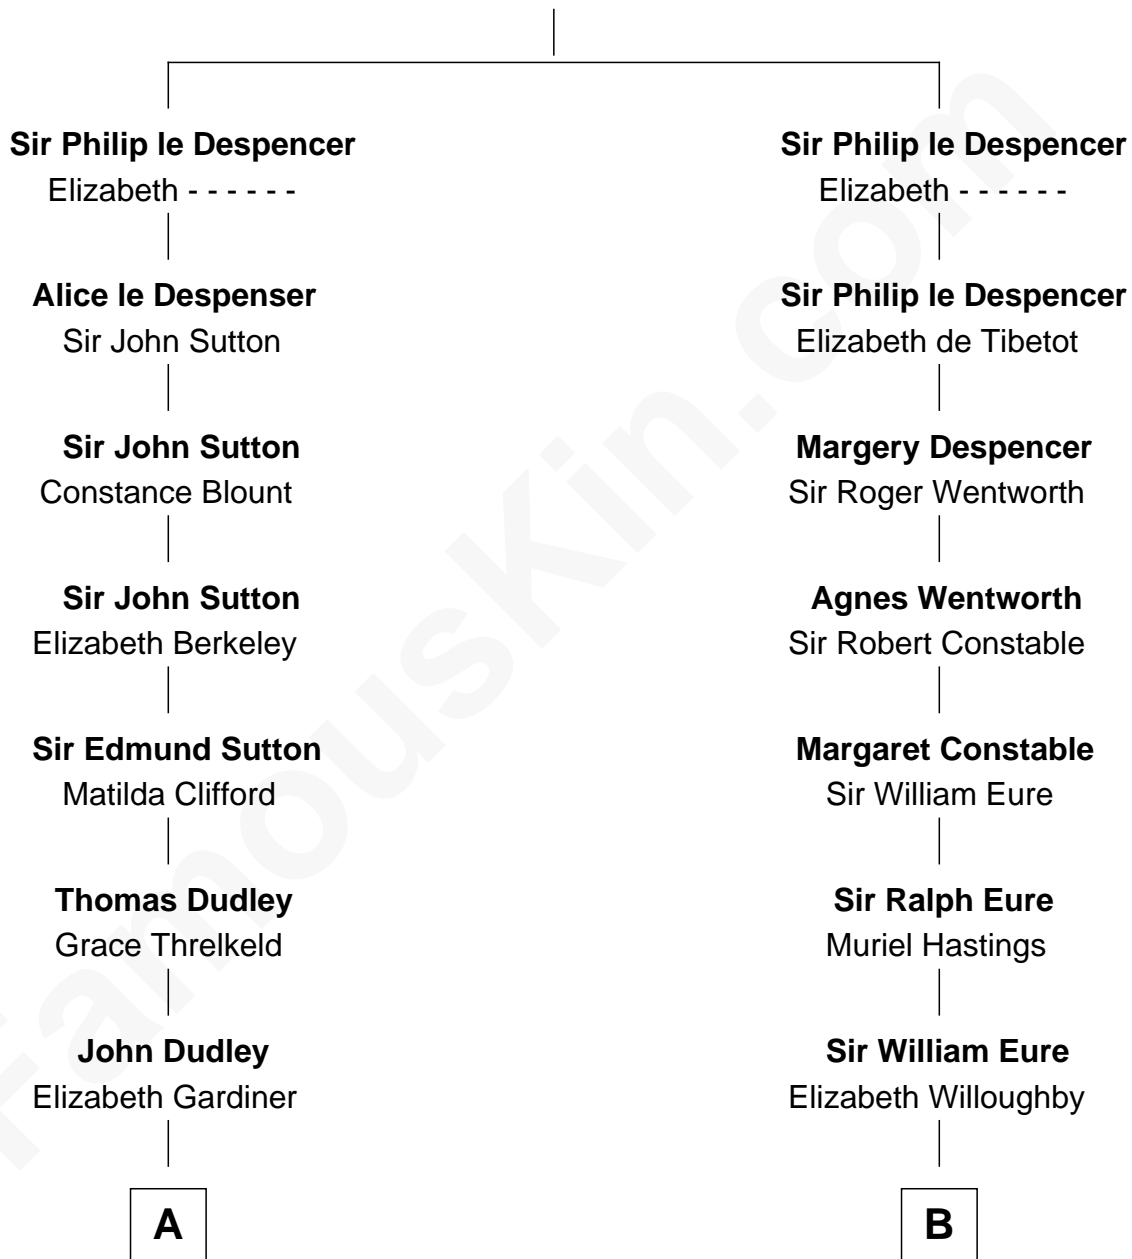 Sir Philip le Despencer
Elizabeth - - - - - -
Alice le Despenser
Sir John Sutton
Sir John Sutton
Constance Blount
Sir John Sutton
Elizabeth Berkeley
Sir Edmund Sutton
Matilda Clifford
Thomas Dudley
Grace Threlkeld
John Dudley
Elizabeth Gardiner
A
Sir Philip le Despencer
Elizabeth - - - - - -
Sir Philip le Despencer
Elizabeth de Tibetot
Margery Despencer
Sir Roger Wentworth
Agnes Wentworth
Sir Robert Constable
Margaret Constable
Sir William Eure
Sir Ralph Eure
Muriel Hastings
Sir William Eure
Elizabeth Willoughby
B
FamousKin.com